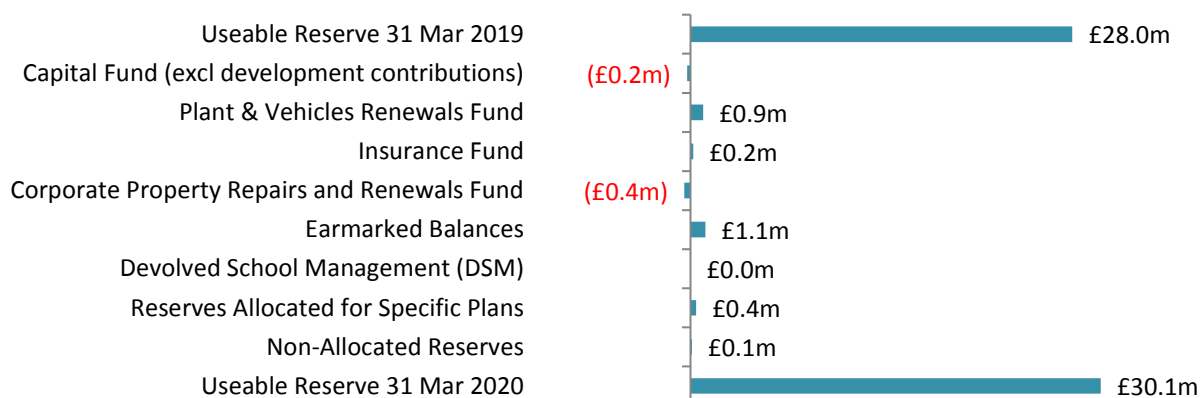 Useable Reserve 31 Mar 2019 £28.0m
Capital Fund (excl development contributions) (£0.2m)
Plant & Vehicles Renewals Fund £0.9m
Insurance Fund £0.2m
Corporate Property Repairs and Renewals Fund (£0.4m)
Earmarked Balances £1.1m
Devolved School Management (DSM) £0.0m
Reserves Allocated for Specific Plans £0.4m
Non-Allocated Reserves £0.1m
Useable Reserve 31 Mar 2020 £30.1m